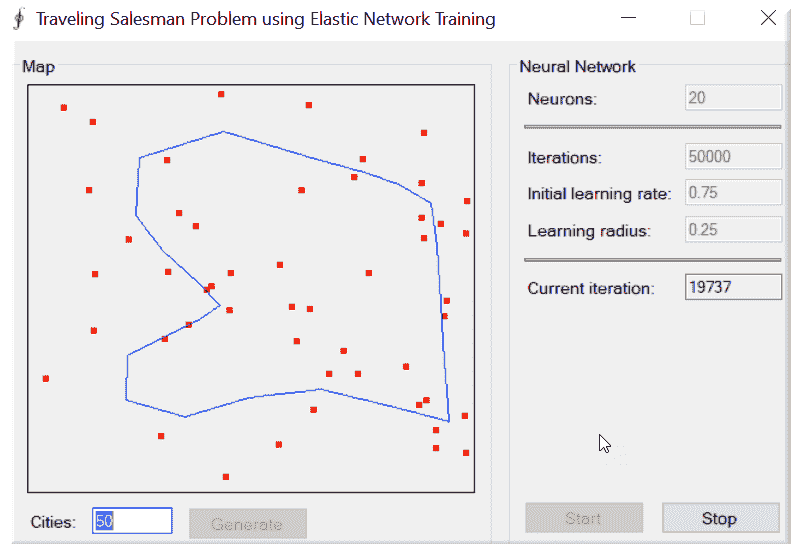 Traveling Salesman Problem using Elastic Network Training
Map
Neural Network
Neurons: 20
Iterations: 50000
Initial learning rate: 0.75
Learning radius: 0.25
Current iteration: 19737
Cities: 50 Generate
Start Stop